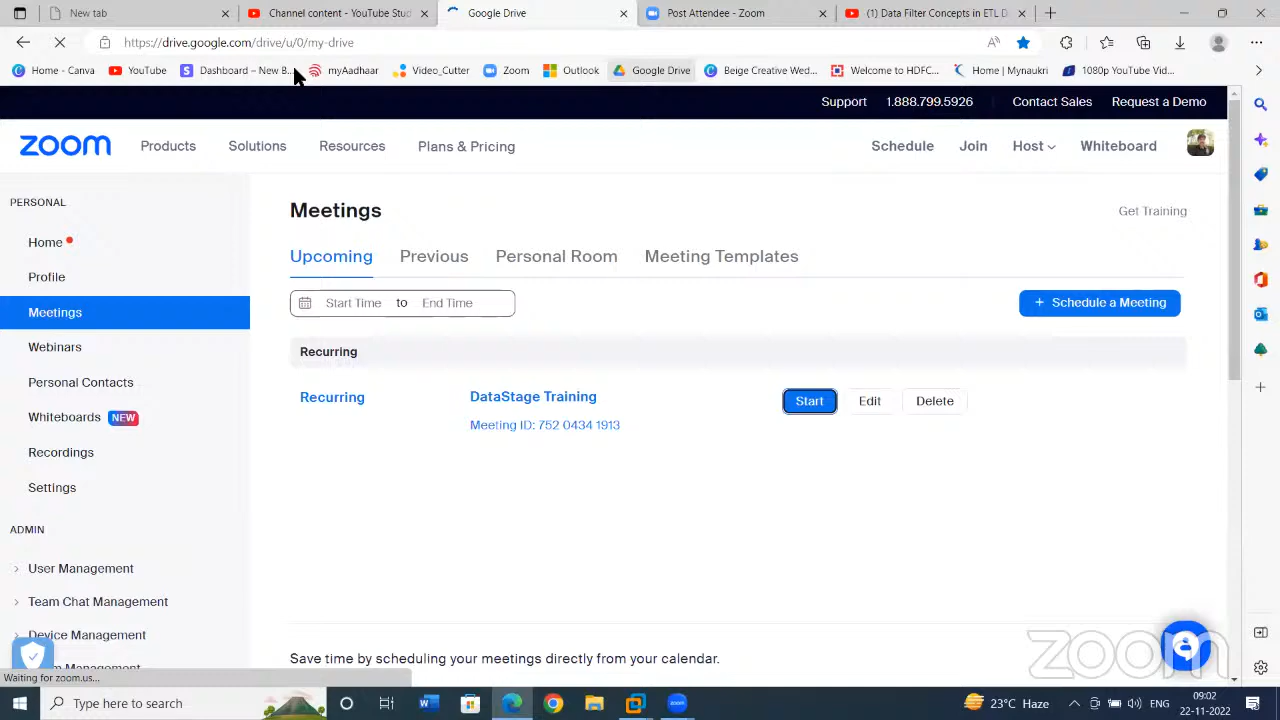 New tab
Channel content - YouTube Stud
Google Drive
Post Attendee - Zoom
(1) Data Filter Concepts in ETL D
https://drive.google.com/drive/u/0/my-drive
Home - Canva
YouTube
Dashboard – New B...
myAadhaar
Video_Cutter
Zoom
Outlook
Google Drive
Beige Creative Wed...
Welcome to HDFC...
Home | Mynaukri
1080p YouTube Vid...
Support
1.888.799.5926
Contact Sales
Request a Demo
zoom
Products
Solutions
Resources
Plans & Pricing
Schedule
Join
Host
Whiteboard
PERSONAL
Home
Profile
Meetings
Webinars
Personal Contacts
Whiteboards NEW
Recordings
Settings
ADMIN
User Management
Team Chat Management
Device Management
Meetings
Get Training
Upcoming
Previous
Personal Room
Meeting Templates
Start Time to End Time
+ Schedule a Meeting
Recurring
Recurring
DataStage Training
Meeting ID: 752 0434 1913
Start
Edit
Delete
Save time by scheduling your meetings directly from your calendar.
zoom
Waiting for zoom.us...
Type here to search
23°C Haze
ENG
09:02
22-11-2022